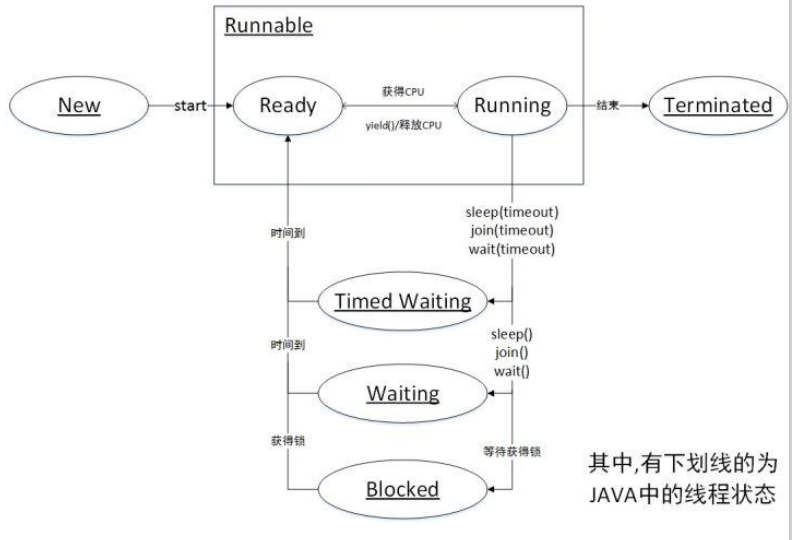 Runnable
New
start
Ready
获得CPU
yield()/释放CPU
Running
结束
Terminated
sleep(timeout)
join(timeout)
wait(timeout)
时间到
Timed Waiting
sleep()
join()
wait()
时间到
Waiting
获得锁
等待获得锁
Blocked
其中,有下划线的为
JAVA中的线程状态